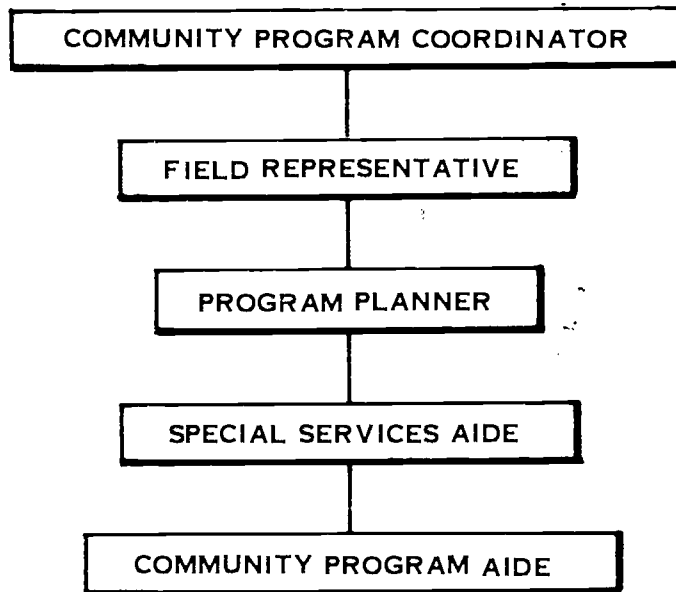 COMMUNITY PROGRAM COORDINATOR
FIELD REPRESENTATIVE
PROGRAM PLANNER
SPECIAL SERVICES AIDE
COMMUNITY PROGRAM AIDE